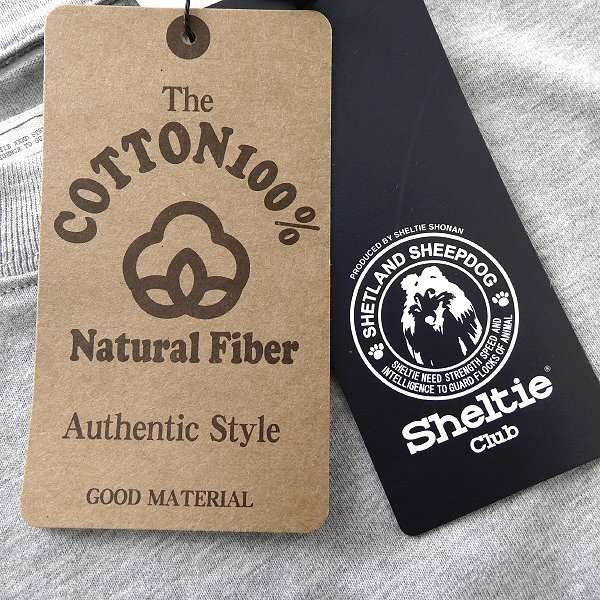 The
COTTON100%
Natural Fiber
Authentic Style
GOOD MATERIAL
PRODUCED BY SHELTIE SHONAN
SHETLAND SHEEPDOG
SHELTIE NEED STRENGTH SPEED AND
INTELLIGENCE TO GUARD FLOCKS OF ANIMAL
Sheltie®
Club